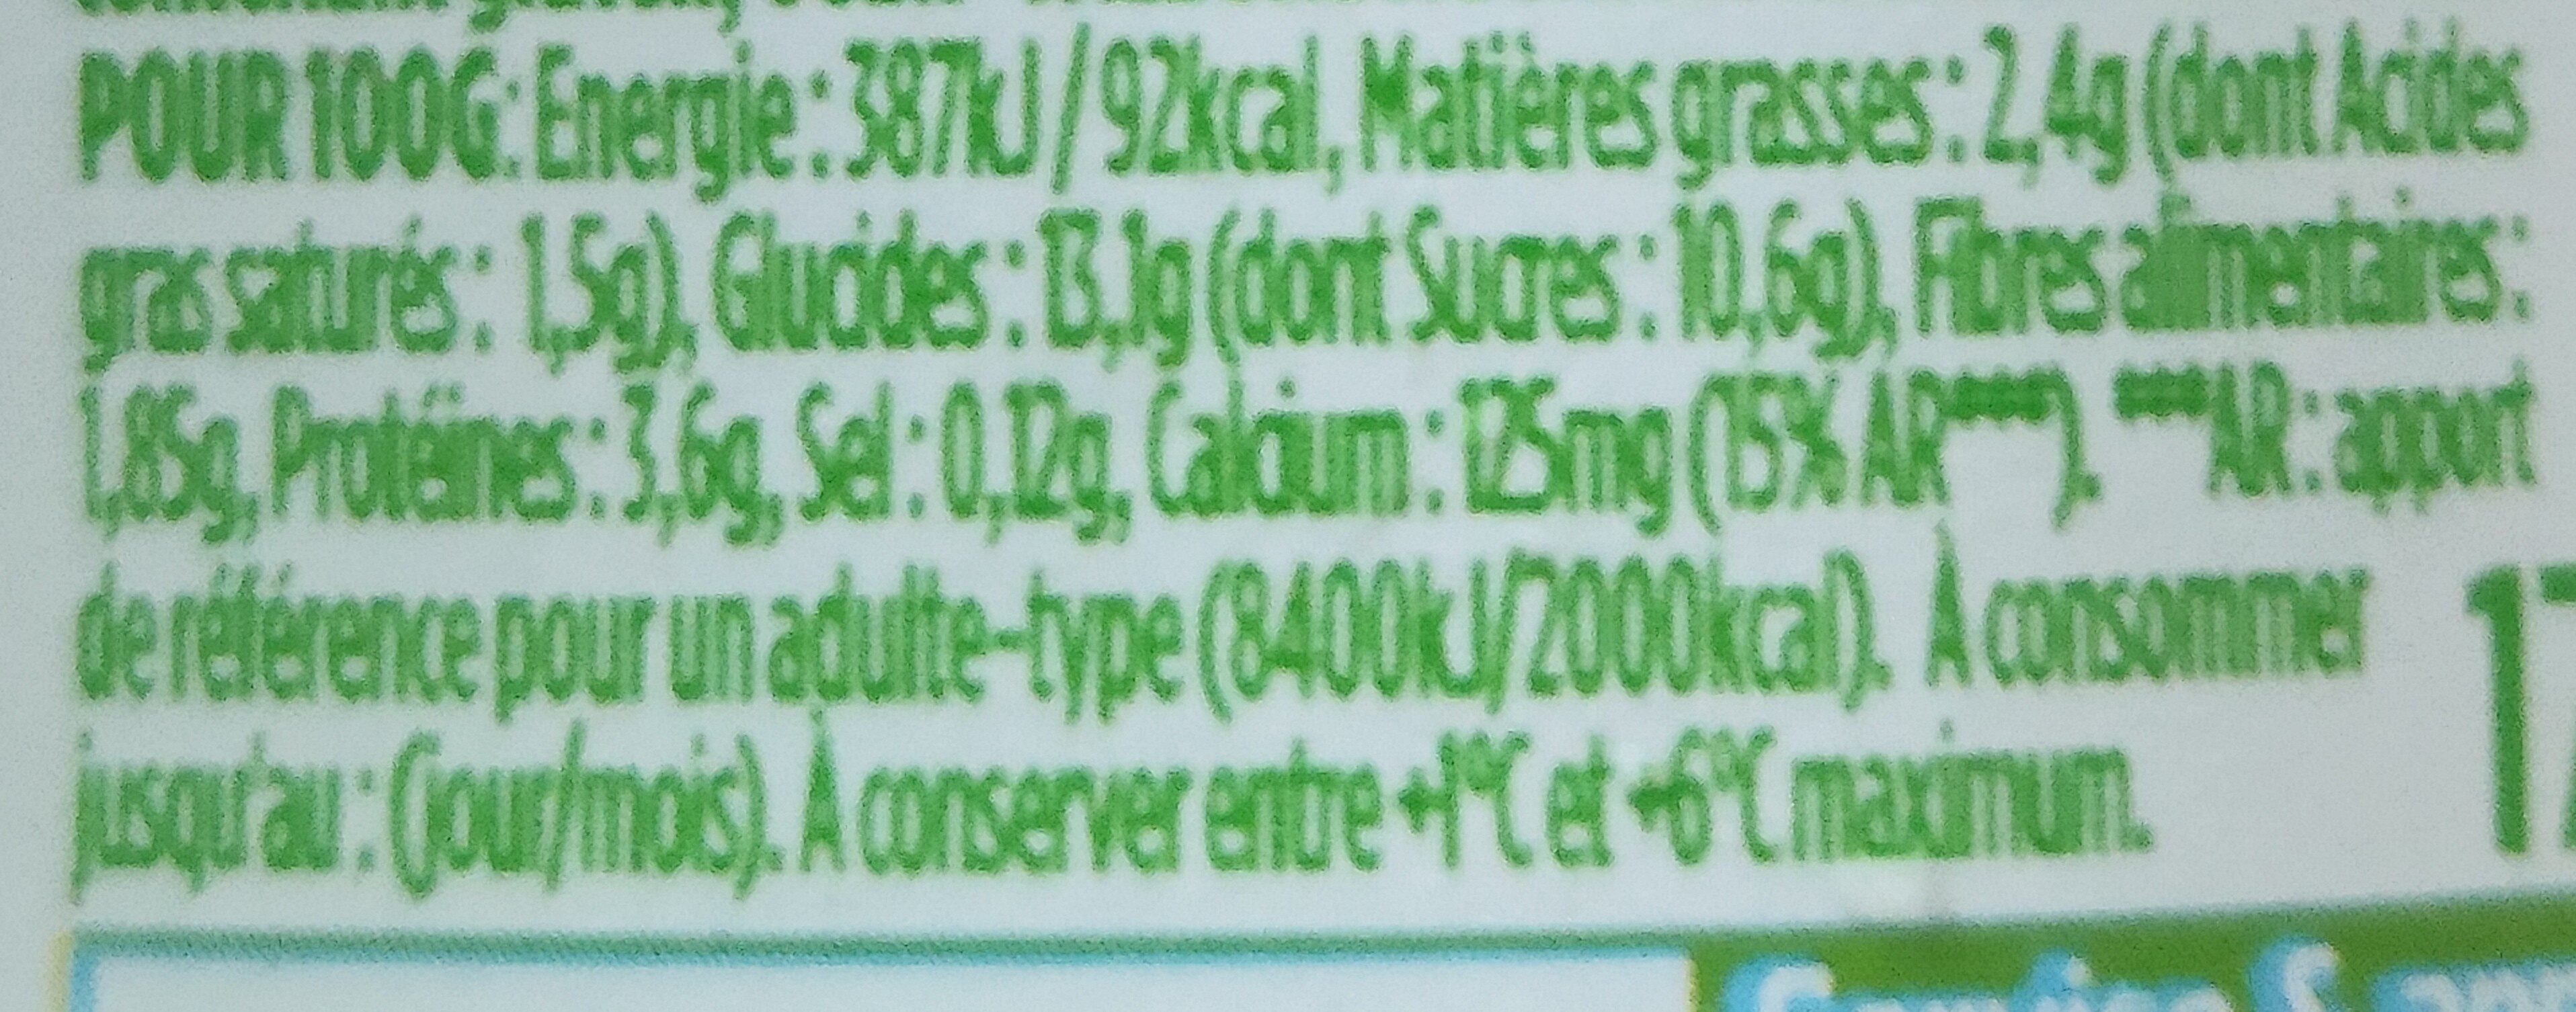 POUR 100G: Energie : 387kJ / 92kcal, Matières grasses : 2,4g (dont Acides
gras saturés : 1,5g), Glucides : 13,1g (dont Sucres : 10,6g), Fibres alimentaires :
1,85g, Protéines : 3,6g, Sel : 0,12g, Calcium : 125mg (15% AR****). ****AR : apport
de référence pour un adulte-type (8400kJ/2000kcal). À consommer
jusqu'au : (jour/mois). À conserver entre +1°C et +6°C maximum.